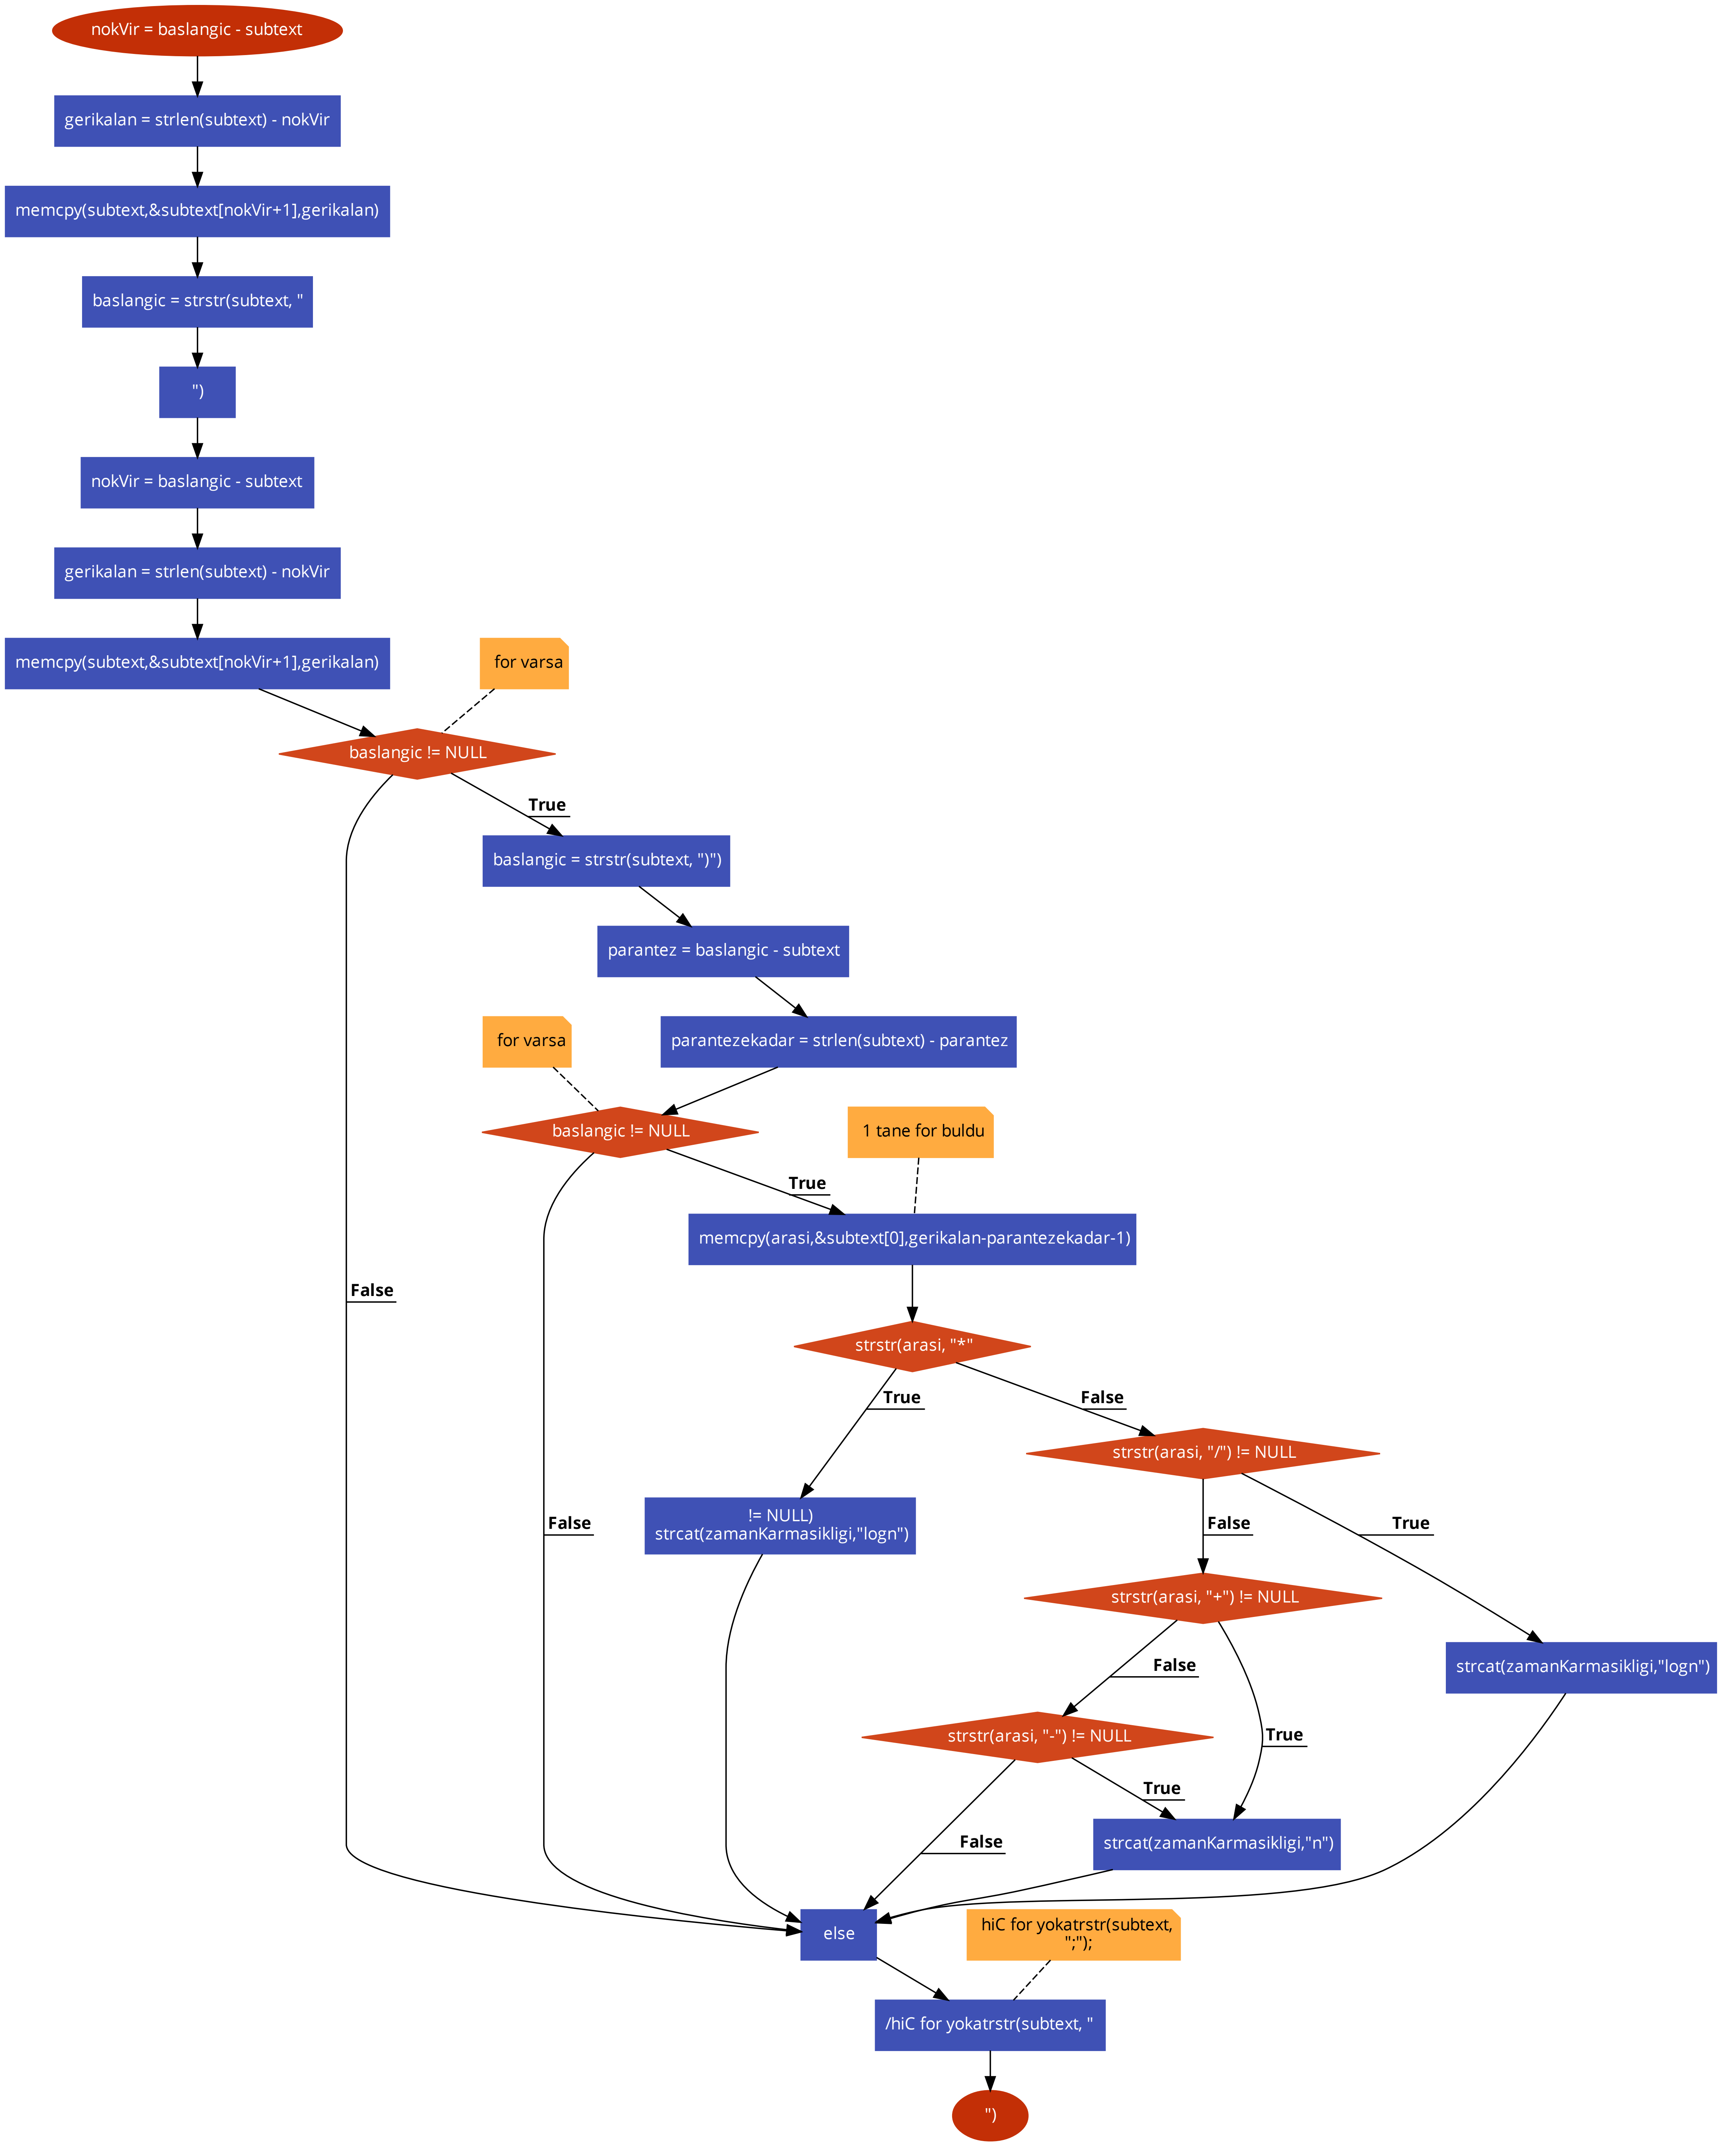 nokVir = baslangic - subtext
gerikalan = strlen(subtext) - nokVir
memcpy(subtext,&subtext[nokVir+1],gerikalan)
baslangic = strstr(subtext, "
")
nokVir = baslangic - subtext
gerikalan = strlen(subtext) - nokVir
memcpy(subtext,&subtext[nokVir+1],gerikalan)
for varsa
baslangic != NULL
True
baslangic = strstr(subtext, ")")
parantez = baslangic - subtext
for varsa
parantezekadar = strlen(subtext) - parantez
baslangic != NULL
1 tane for buldu
True
memcpy(arasi,&subtext[0],gerikalan-parantezekadar-1)
False
strstr(arasi, "*"
True
False
strstr(arasi, "/") != NULL
!= NULL)
strcat(zamanKarmasikligi,"logn")
False
False
True
strstr(arasi, "+") != NULL
False
strcat(zamanKarmasikligi,"logn")
strstr(arasi, "-") != NULL
True
True
False
strcat(zamanKarmasikligi,"n")
else
hiC for yokatrstr(subtext,
";");
/hiC for yokatrstr(subtext, "
")